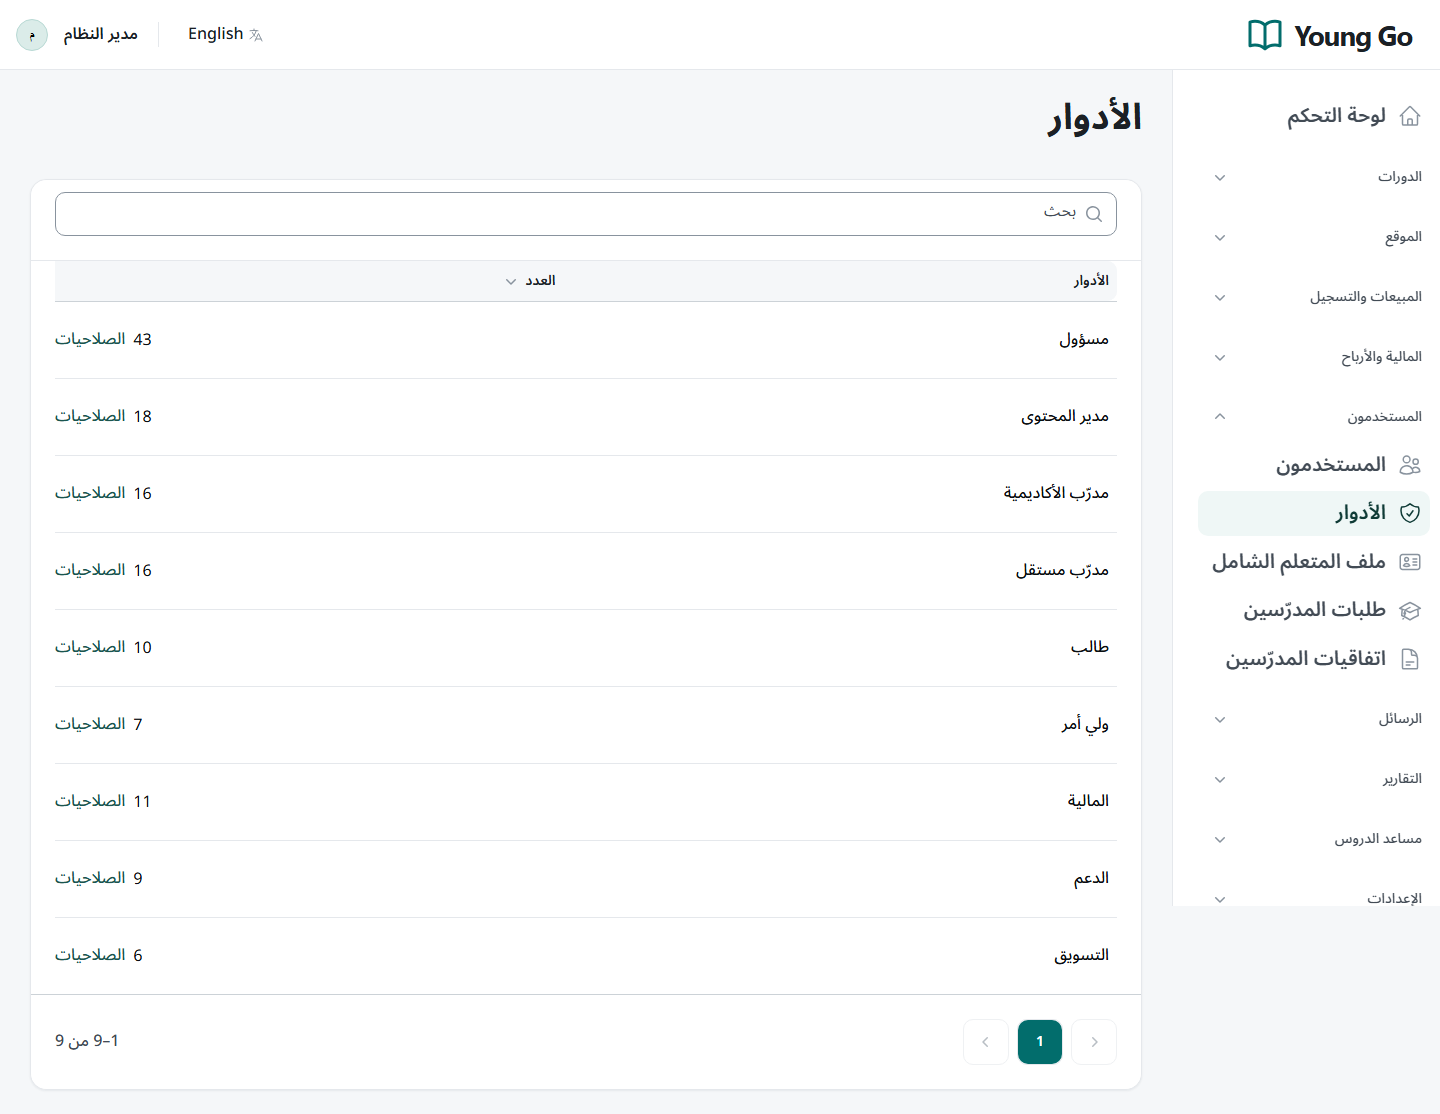 Young Go
English
مدير النظام
م
لوحة التحكم
الدورات
الموقع
المبيعات والتسجيل
المالية والأرباح
المستخدمون
المستخدمون
الأدوار
ملف المتعلم الشامل
طلبات المدرّسين
اتفاقيات المدرّسين
الرسائل
التقارير
مساعد الدروس
الإعدادات
الأدوار
بحث
الأدوار العدد
مسؤول 43 الصلاحيات
مدير المحتوى 18 الصلاحيات
مدرّب الأكاديمية 16 الصلاحيات
مدرّب مستقل 16 الصلاحيات
طالب 10 الصلاحيات
ولي أمر 7 الصلاحيات
المالية 11 الصلاحيات
الدعم 9 الصلاحيات
التسويق 6 الصلاحيات
1
1–9 من 9